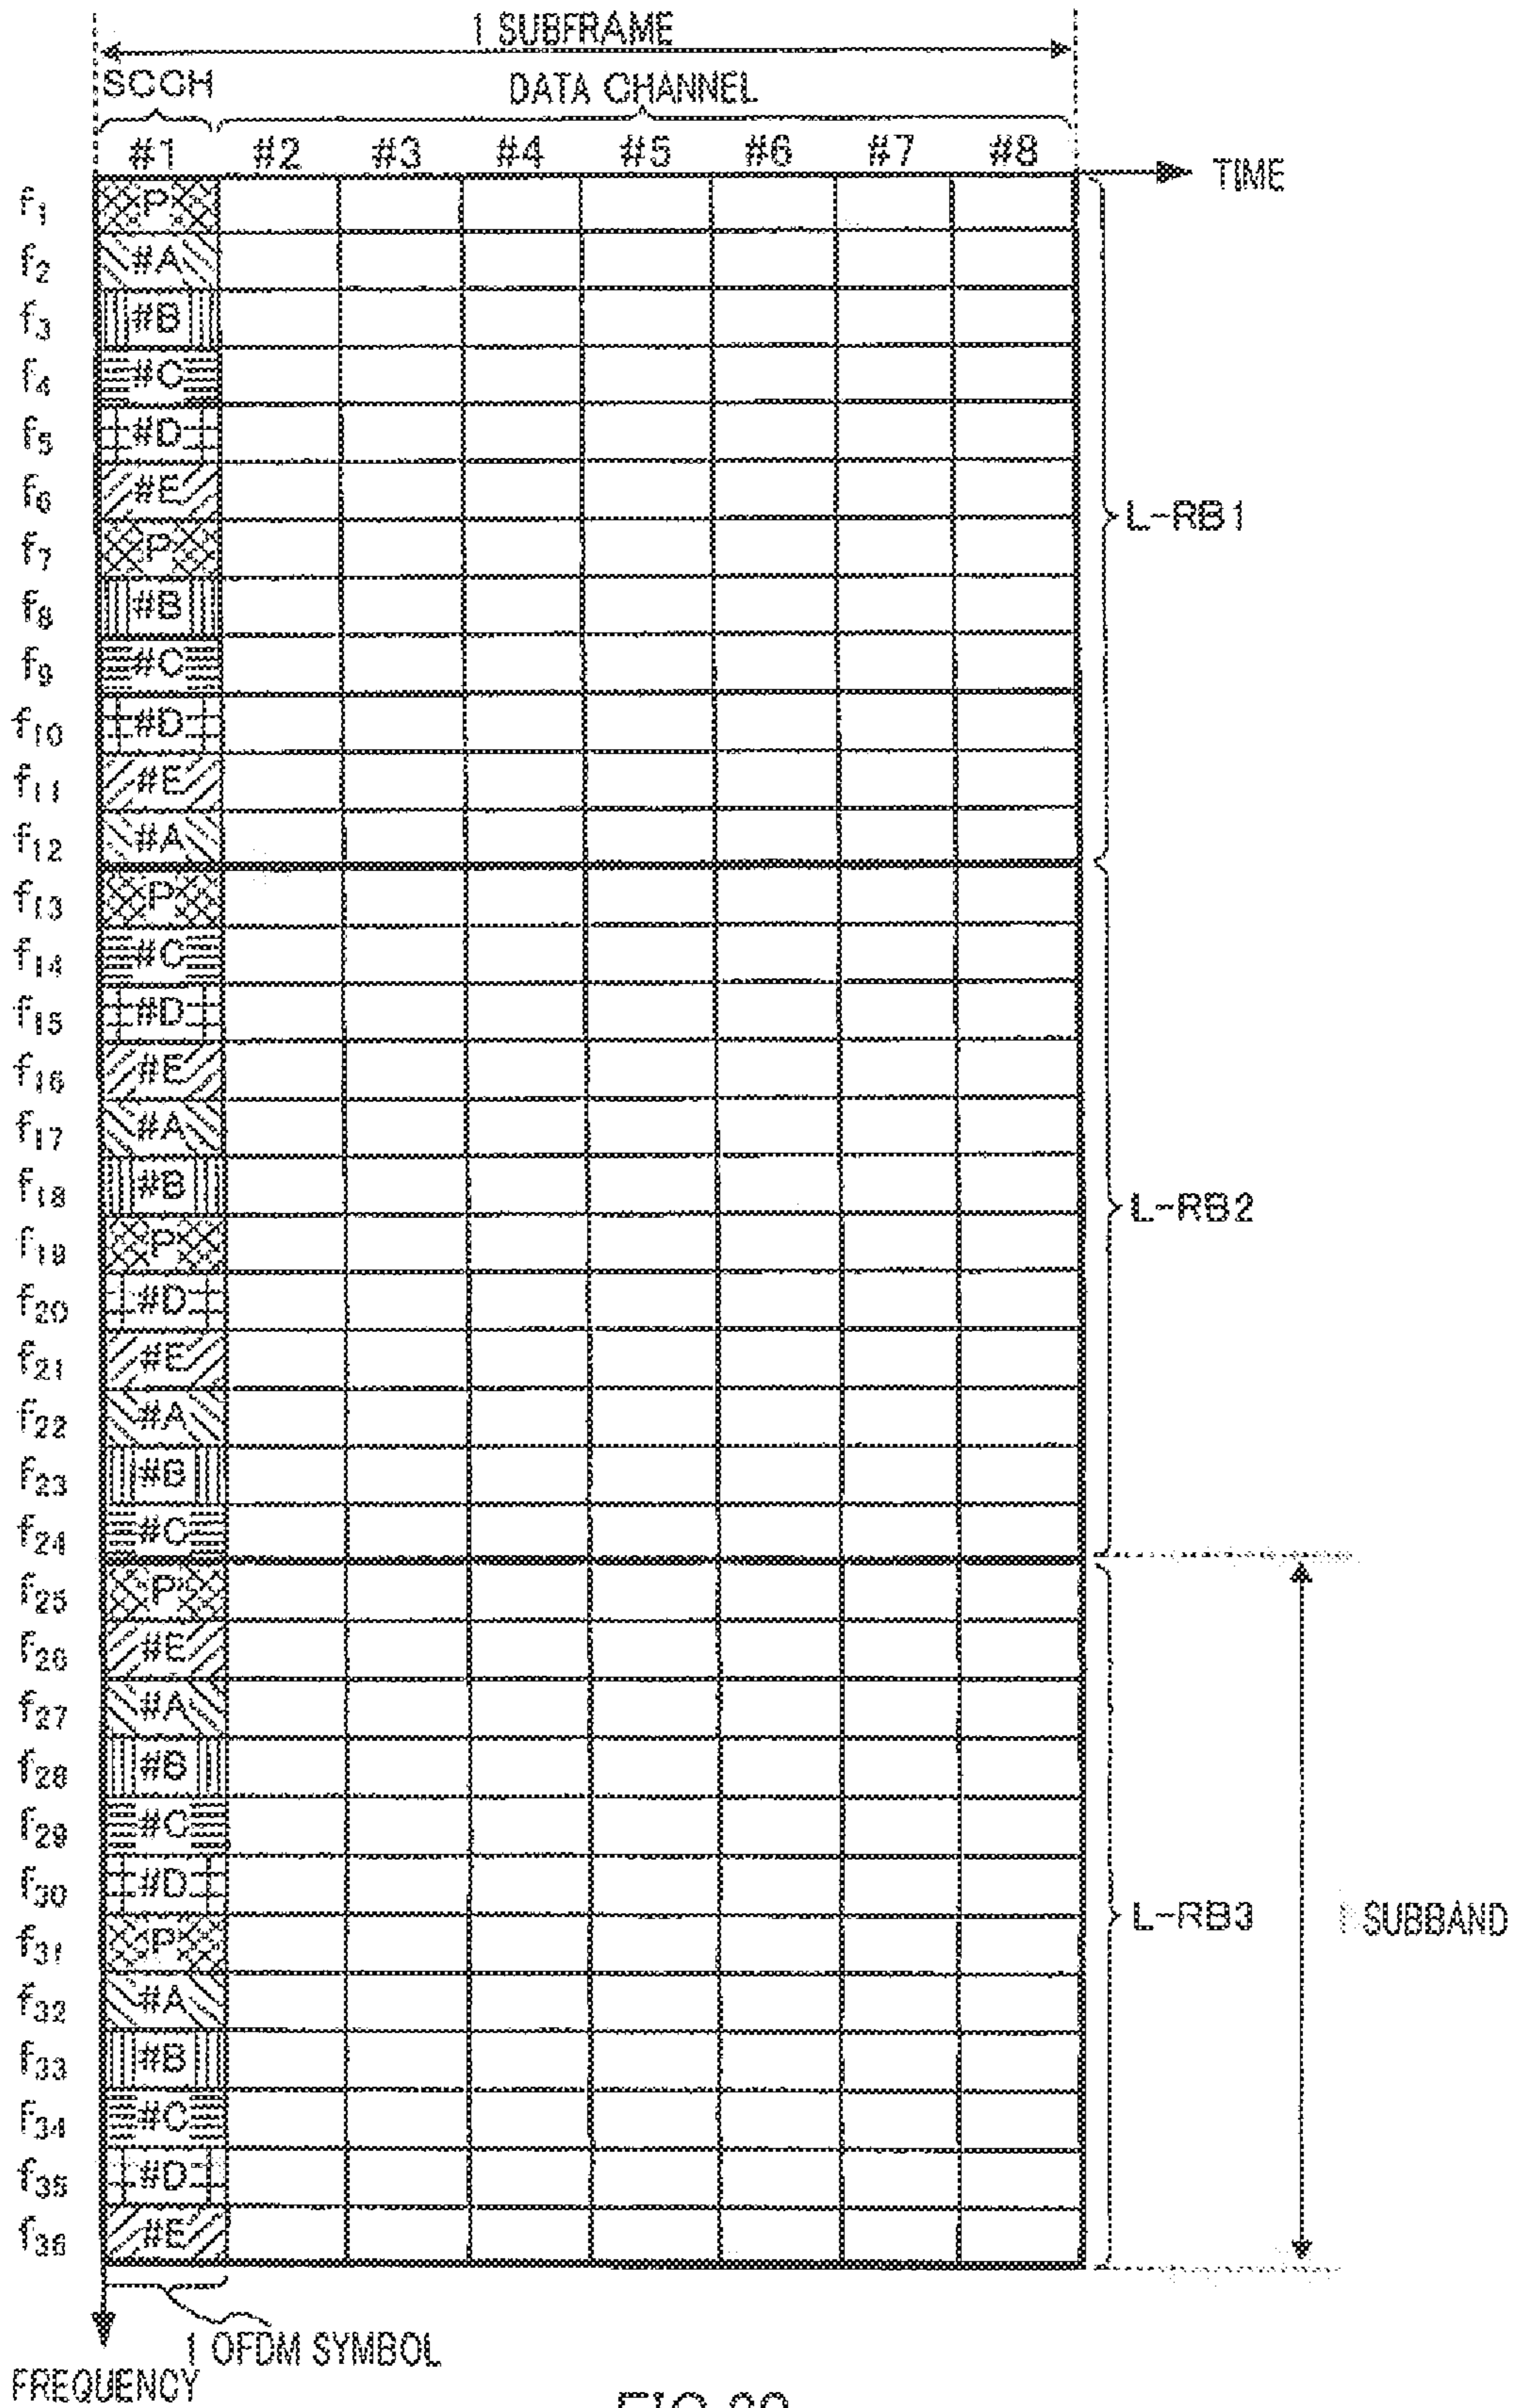 1 SUBFRAME
SCCH DATA CHANNEL
#1 #2 #3 #4 #5 #6 #7 #8 TIME
f1 P
f2 #A
f3 #B
f4 #C
f5 #D
f6 #E
L-RB1
f7 P
f8 #B
f9 #C
f10 #D
f11 #E
f12 #A
f13 P
f14 #C
f15 #D
f16 #E
f17 #A
f18 #B
L-RB2
f19 P
f20 #D
f21 #E
f22 #A
f23 #B
f24 #C
f25 P
f26 #E
f27 #A
f28 #B
f29 #C
f30 #D
L-RB3 1 SUBBAND
f31 P
f32 #A
f33 #B
f34 #C
f35 #D
f36 #E
1 OFDM SYMBOL
FREQUENCY